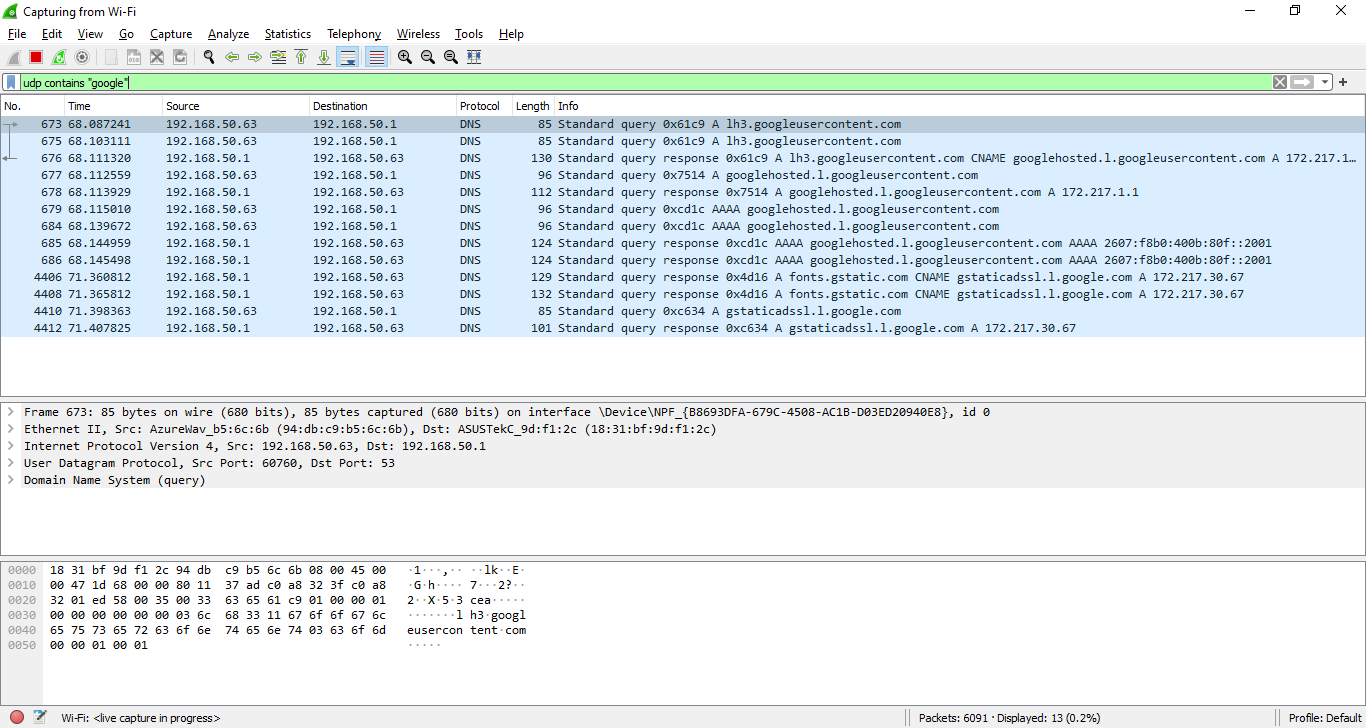 Capturing from Wi-Fi
File Edit View Go Capture Analyze Statistics Telephony Wireless Tools Help
udp contains "google"
No. Time Source Destination Protocol Length Info
673 68.087241 192.168.50.63 192.168.50.1 DNS 85 Standard query 0x61c9 A lh3.googleusercontent.com
675 68.103111 192.168.50.63 192.168.50.1 DNS 85 Standard query 0x61c9 A lh3.googleusercontent.com
676 68.111320 192.168.50.1 192.168.50.63 DNS 130 Standard query response 0x61c9 A lh3.googleusercontent.com CNAME googlehosted.l.googleusercontent.com A 172.217.1…
677 68.112559 192.168.50.63 192.168.50.1 DNS 96 Standard query 0x7514 A googlehosted.l.googleusercontent.com
678 68.113929 192.168.50.1 192.168.50.63 DNS 112 Standard query response 0x7514 A googlehosted.l.googleusercontent.com A 172.217.1.1
679 68.115010 192.168.50.63 192.168.50.1 DNS 96 Standard query 0xcd1c AAAA googlehosted.l.googleusercontent.com
684 68.139672 192.168.50.63 192.168.50.1 DNS 96 Standard query 0xcd1c AAAA googlehosted.l.googleusercontent.com
685 68.144959 192.168.50.1 192.168.50.63 DNS 124 Standard query response 0xcd1c AAAA googlehosted.l.googleusercontent.com AAAA 2607:f8b0:400b:80f::2001
686 68.145498 192.168.50.1 192.168.50.63 DNS 124 Standard query response 0xcd1c AAAA googlehosted.l.googleusercontent.com AAAA 2607:f8b0:400b:80f::2001
4406 71.360812 192.168.50.1 192.168.50.63 DNS 129 Standard query response 0x4d16 A fonts.gstatic.com CNAME gstaticadssl.l.google.com A 172.217.30.67
4408 71.365812 192.168.50.1 192.168.50.63 DNS 132 Standard query response 0x4d16 A fonts.gstatic.com CNAME gstaticadssl.l.google.com A 172.217.30.67
4410 71.398363 192.168.50.63 192.168.50.1 DNS 85 Standard query 0xc634 A gstaticadssl.l.google.com
4412 71.407825 192.168.50.1 192.168.50.63 DNS 101 Standard query response 0xc634 A gstaticadssl.l.google.com A 172.217.30.67
Frame 673: 85 bytes on wire (680 bits), 85 bytes captured (680 bits) on interface \Device\NPF_{B8693DFA-679C-4508-AC1B-D03ED20940E8}, id 0
Ethernet II, Src: AzureWav_b5:6c:6b (94:db:c9:b5:6c:6b), Dst: ASUSTekC_9d:f1:2c (18:31:bf:9d:f1:2c)
Internet Protocol Version 4, Src: 192.168.50.63, Dst: 192.168.50.1
User Datagram Protocol, Src Port: 60760, Dst Port: 53
Domain Name System (query)
0000 18 31 bf 9d f1 2c 94 db c9 b5 6c 6b 08 00 45 00 ·1···,·· ··lk··E·
0010 00 47 1d 68 00 00 80 11 37 ad c0 a8 32 3f c0 a8 ·G·h···· 7···2?··
0020 32 01 ed 58 00 35 00 33 63 65 61 c9 01 00 00 01 2··X·5·3 cea·····
0030 00 00 00 00 00 00 03 6c 68 33 11 67 6f 6f 67 6c ·······l h3·googl
0040 65 75 73 65 72 63 6f 6e 74 65 6e 74 03 63 6f 6d eusercon tent·com
0050 00 00 01 00 01 ·····
Wi-Fi: <live capture in progress> Packets: 6091 · Displayed: 13 (0.2%) Profile: Default